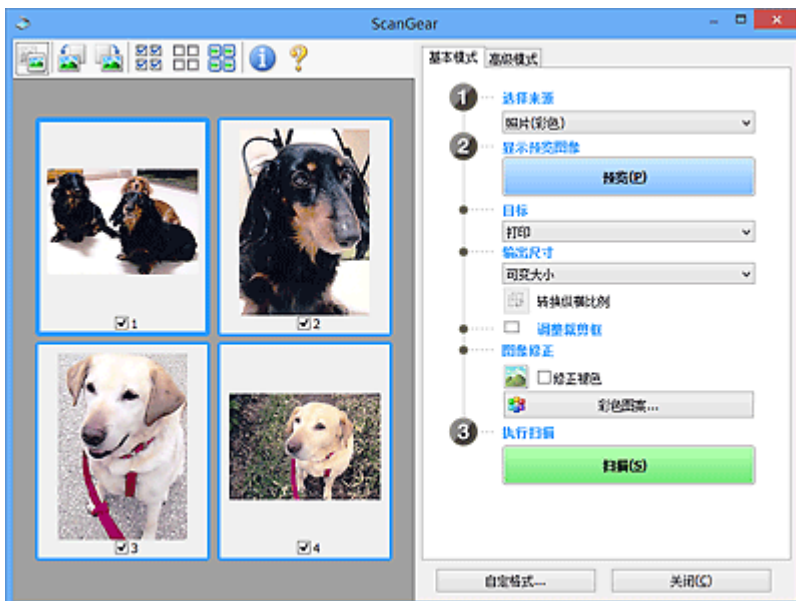 ScanGear
基本模式 高级模式
1 选择来源
照片(彩色)
2 显示预览图像
预览(P)
目标
打印
输出尺寸
可变大小
转换纵横比例
调整裁剪框
图像修正
修正褪色
彩色图案...
3 执行扫描
扫描(S)
1
2
3
4
自定格式...
关闭(C)